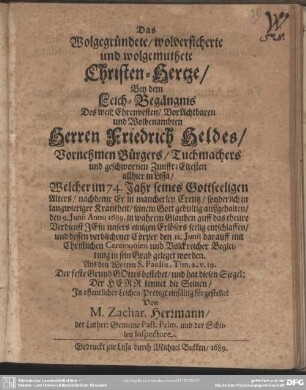 Das
Wolgegründete/ wolversicherte
und wolgemuthete
Christen-Hertze/
Bey dem
Leich-Begängnis
Des weil: Ehrenvesten/ Vorachtbaren
und Wolbenambten
Herren Friedrich Heldes/
Vornehmen Bürgers/ Tuchmachers
und geschwornen Zunfft-Eltesten
allhier in Lissa/
Welcher im 74. Jahr seines Gottseeligen
Alters/ nachdeme Er in mancherley Creutz/ sonderlich in
langwieriger Kranckheit/ seinem Gott gedultig außgehalten/
den 9. Junii Anno 1689. in wahrem Glauben auff das theure
Verdienst JEsu unsers einigen Erlösers seelig entschlaffen/
und dessen verblichener Cörper den 12. Junii darauff mit
Christlichen Ceremonien und Volckreicher Beglei-
tung in sein Grab geleget worden.
Aus den Worten S. Pauli 2. Tim. 2. v. 19.
Der feste Grund GOttes bestehet/ und hat diesen Siegel:
Der HERR kennet die Seinen/
In öffentlicher Leichen-Predigt einfältig fürgestellet
Von
M. Zachar. Herrmann/
der Luther: Gemeine Past. Prim. und der Schu-
len Inspectore.
Gedruckt zur Lissa durch Michael Bukken/ 1689.